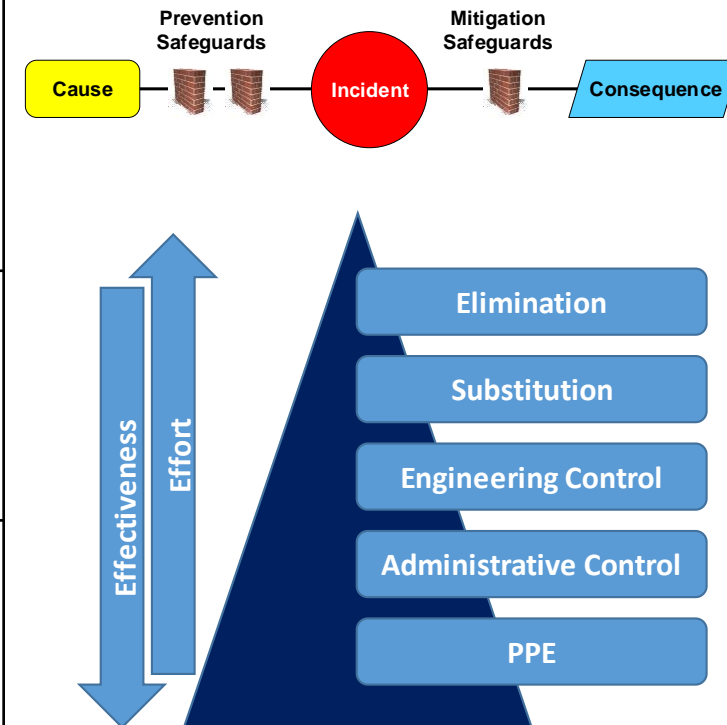 Prevention
Safeguards
Mitigation
Safeguards
Cause
Incident
Consequence
Elimination
Substitution
Engineering Control
Administrative Control
PPE
Effectiveness
Effort